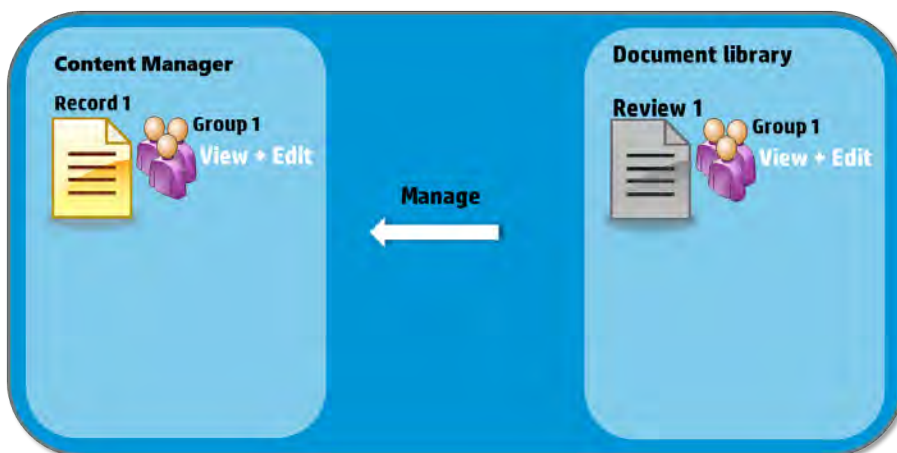 Content Manager
Record 1
Group 1
View + Edit
Manage
Document library
Review 1
Group 1
View + Edit